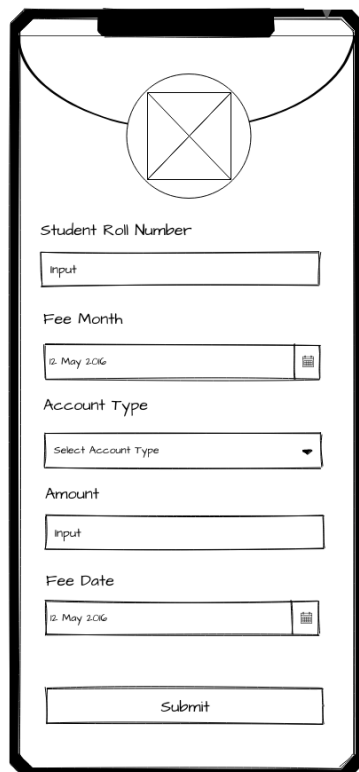 Student Roll Number
Input
Fee Month
12 May 2016
Account Type
Select Account Type
Amount
Input
Fee Date
12 May 2016
Submit